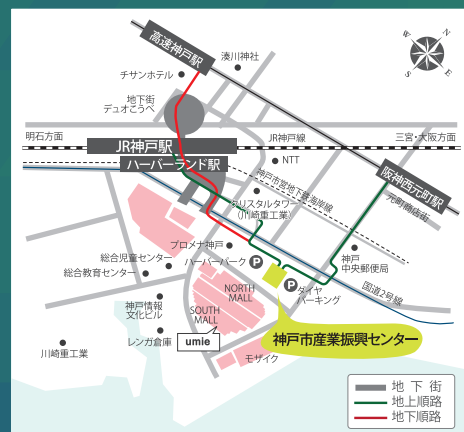 高速神戸駅
湊川神社
チサンホテル
地下街
デュオこうべ
W
N
S
E
明石方面
JR神戸駅
JR神戸線
三宮・大阪方面
ハーバーランド駅
NTT
阪神西元町駅
神戸市営地下鉄海岸線
元町商店街
クリスタルタワー
(川崎重工業)
プロメナ神戸
神戸
中央郵便局
総合児童センター
ハーバーパーク
P
総合教育センター
P
ダイヤ
パーキング
国道2号線
NORTH
MALL
神戸情報
文化ビル
SOUTH
MALL
レンガ倉庫
umie
神戸市産業振興センター
川崎重工業
モザイク
地下街
地上順路
地下順路